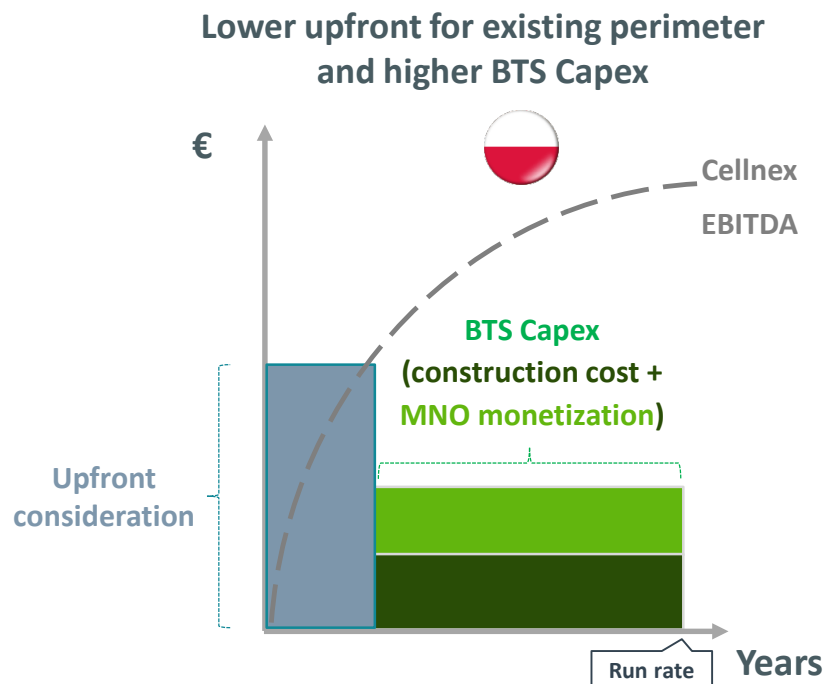 Lower upfront for existing perimeter
and higher BTS Capex
€
Cellnex
EBITDA
BTS Capex
(construction cost +
MNO monetization)
Upfront
consideration
Run rate
Years